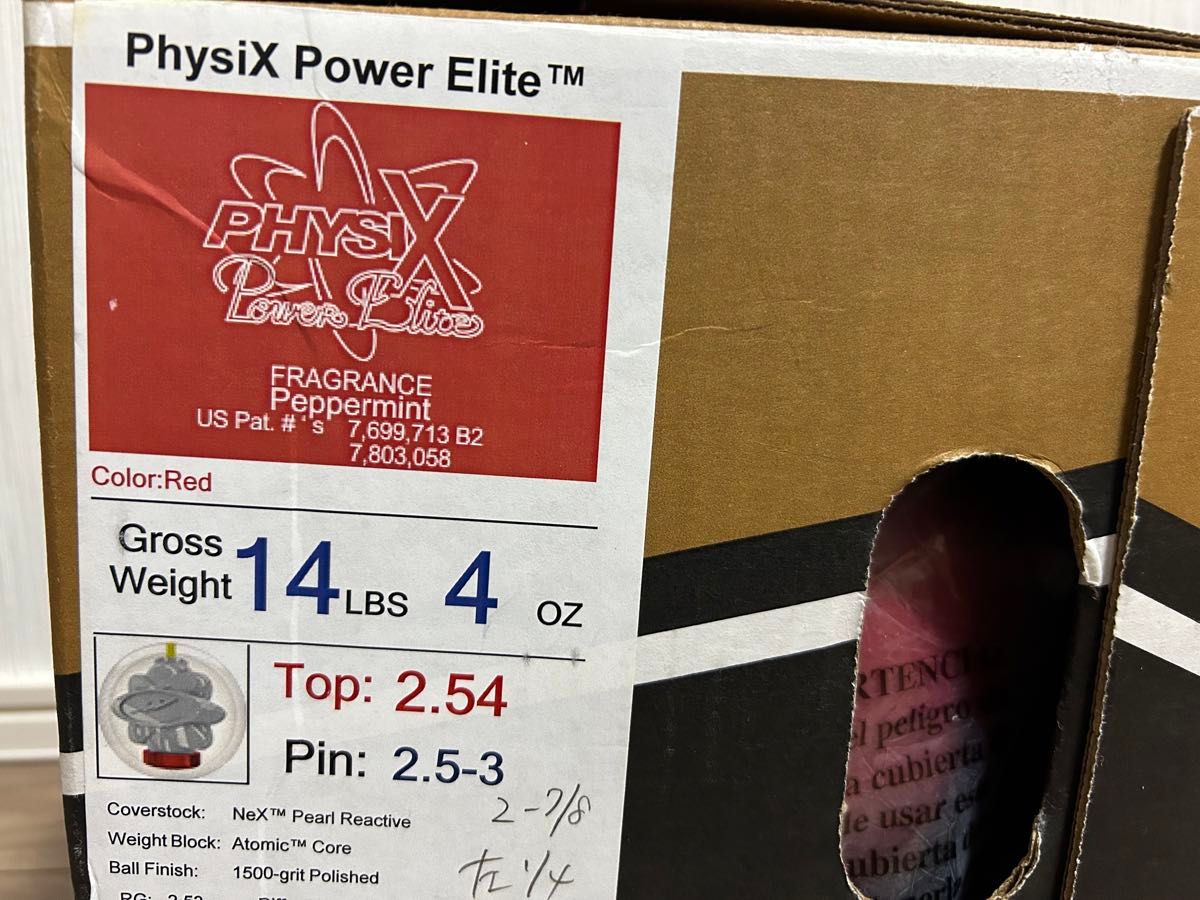 PhysiX Power Elite™
PHYSIX
Power Elite
FRAGRANCE
Peppermint
US Pat. #'s 7,699,713 B2
7,803,058
Color:Red
Gross Weight 14 LBS 4 OZ
Top: 2.54
Pin: 2.5-3
2-7/8
Coverstock: NeX™ Pearl Reactive
Weight Block: Atomic™ Core
Ball Finish: 1500-grit Polished
左 1/4
RTENCI
el peligro
a cubierta
le usar es
ubierta